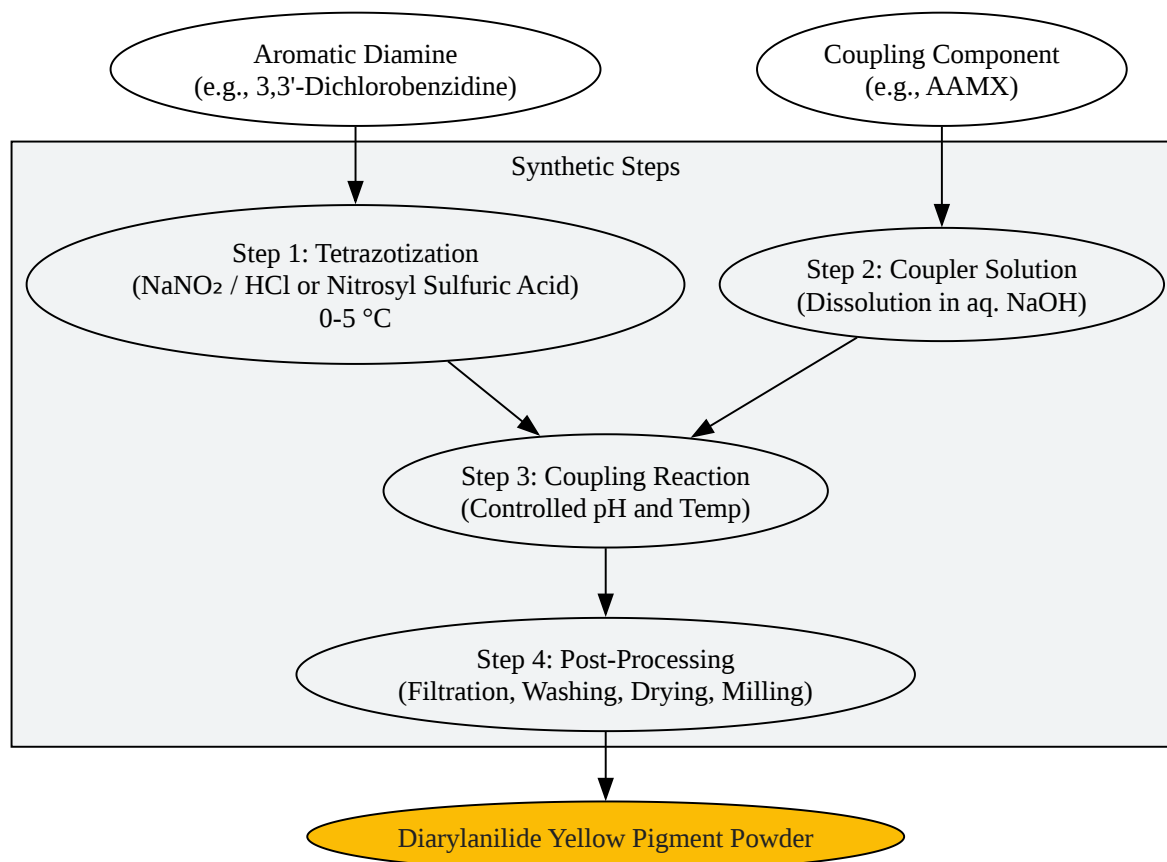 Aromatic Diamine
(e.g., 3,3'-Dichlorobenzidine)
Coupling Component
(e.g., AAMX)
Synthetic Steps
Step 1: Tetrazotization
(NaNO₂ / HCl or Nitrosyl Sulfuric Acid)
0-5 °C
Step 2: Coupler Solution
(Dissolution in aq. NaOH)
Step 3: Coupling Reaction
(Controlled pH and Temp)
Step 4: Post-Processing
(Filtration, Washing, Drying, Milling)
Diarylanilide Yellow Pigment Powder